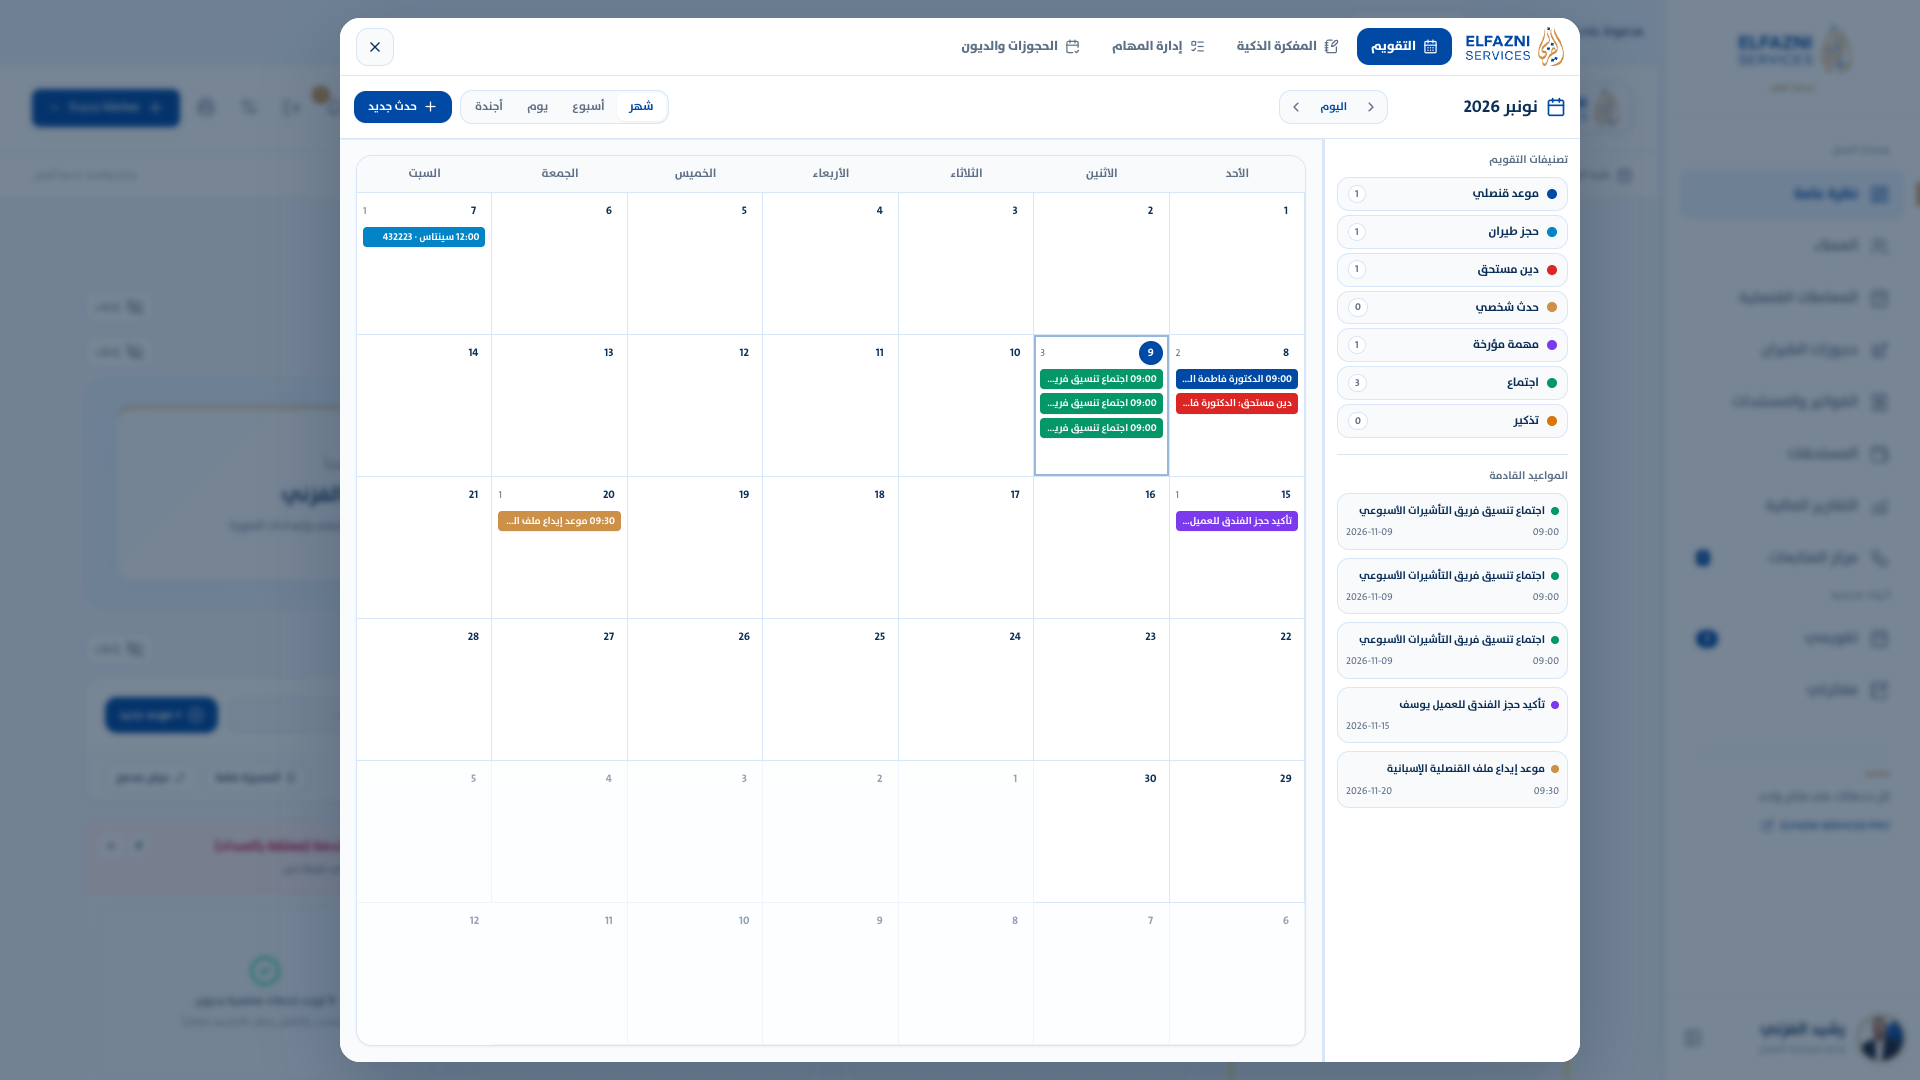 ELFAZNI
SERVICES
التقويم
المفكرة الذكية
إدارة المهام
الحجوزات والديون
نونبر 2026
اليوم
شهر
أسبوع
يوم
أجندة
حدث جديد
تصنيفات التقويم
موعد قنصلي 1
حجز طيران 1
دين مستحق 1
حدث شخصي 0
مهمة مؤرخة 1
اجتماع 3
تذكير 0
المواعيد القادمة
اجتماع تنسيق فريق التأشيرات الأسبوعي
09:00 2026-11-09
اجتماع تنسيق فريق التأشيرات الأسبوعي
09:00 2026-11-09
اجتماع تنسيق فريق التأشيرات الأسبوعي
09:00 2026-11-09
تأكيد حجز الفندق للعميل يوسف
2026-11-15
موعد إيداع ملف القنصلية الإسبانية
09:30 2026-11-20
الأحد الاثنين الثلاثاء الأربعاء الخميس الجمعة السبت
1 2 3 4 5 6 7 1
12:00 سينتاس · 432223
8 2 9 3 10 11 12 13 14
09:00 الدكتورة فاطمة الـ...
دين مستحق: الدكتورة فا...
09:00 اجتماع تنسيق فريـ...
09:00 اجتماع تنسيق فريـ...
09:00 اجتماع تنسيق فريـ...
15 1 16 17 18 19 20 1 21
تأكيد حجز الفندق للعميل...
09:30 موعد إيداع ملف الـ...
22 23 24 25 26 27 28
29 30 1 2 3 4 5
6 7 8 9 10 11 12